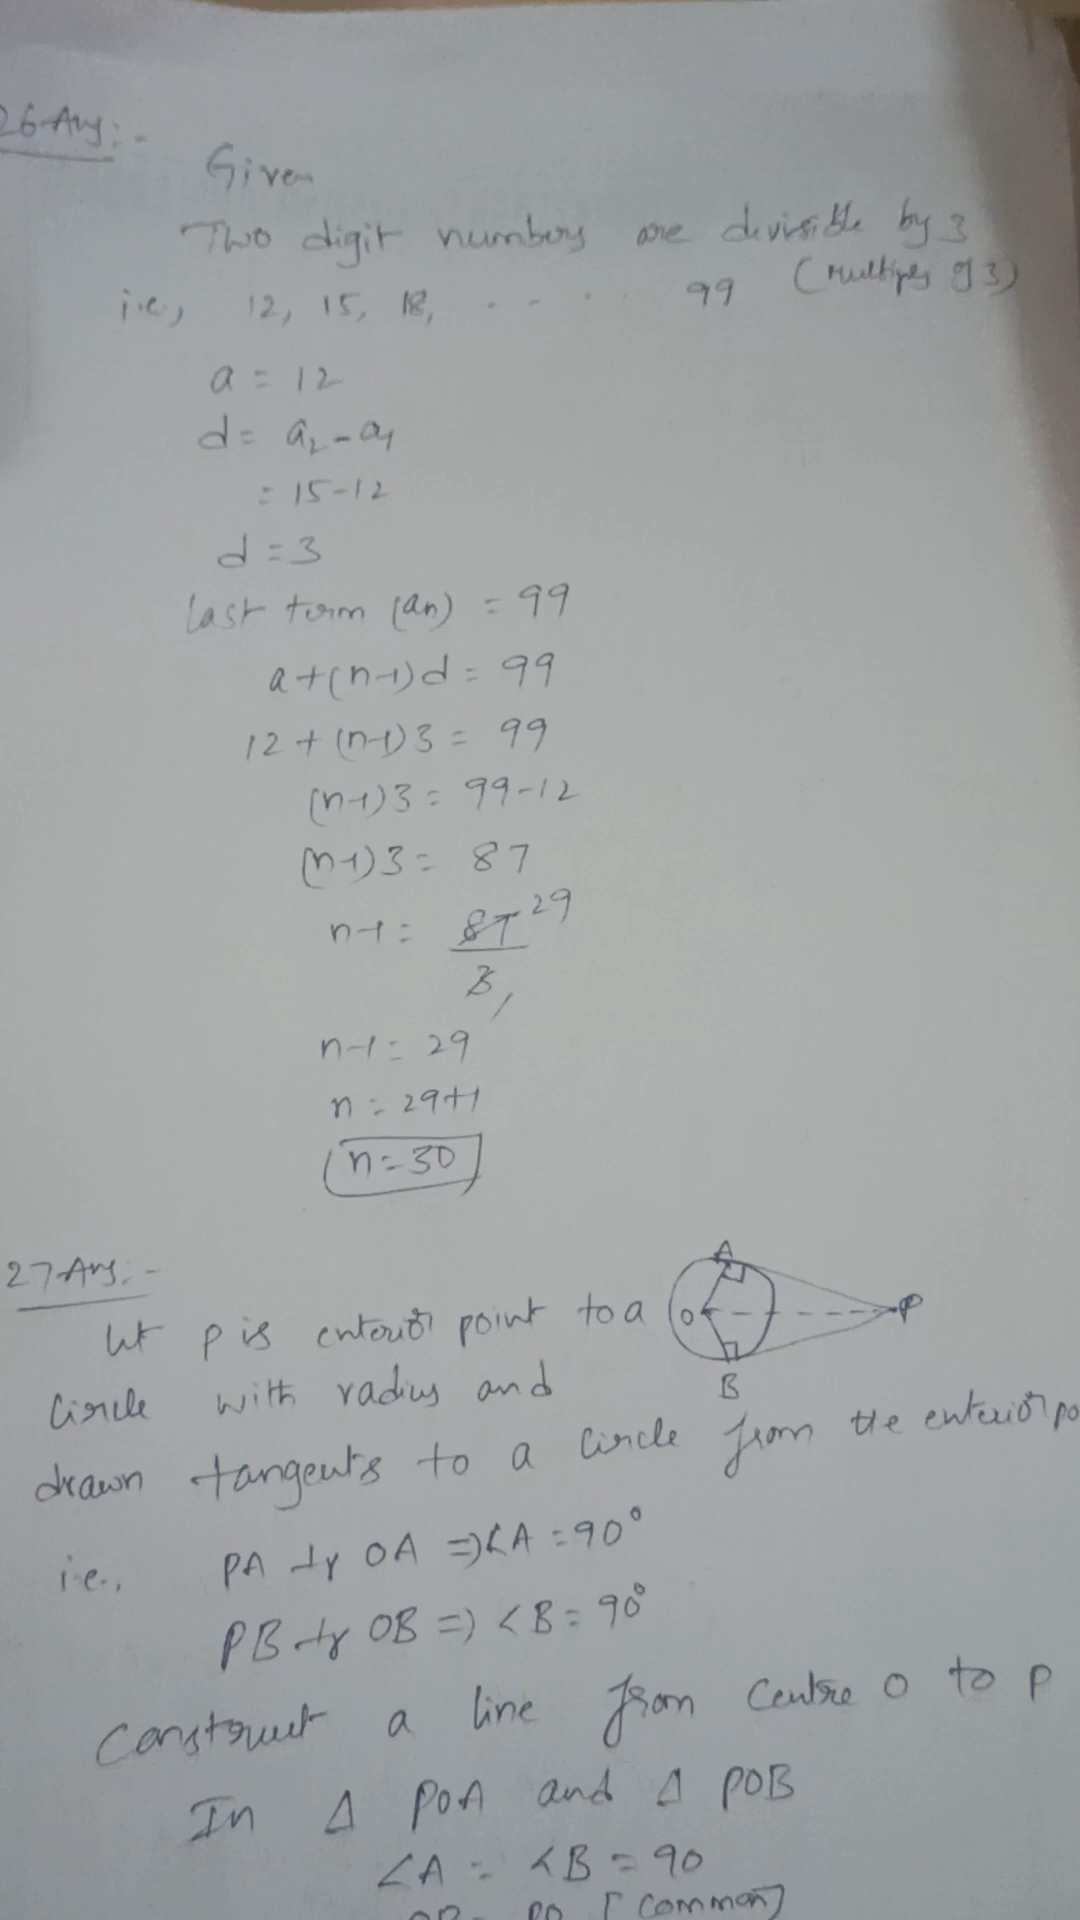 26 Ans:-
Given
Two digit numbers are divisible by 3
i.e., 12, 15, 18, ..... 99 (Multiples of 3)
a = 12
d = a₂ - a₁
= 15-12
d = 3
last term (an) = 99
a+(n-1)d = 99
12 + (n-1)3 = 99
(n-1)3 = 99-12
(n-1)3 = 87
n-1 = 87/3 29
n-1 = 29
n = 29+1
n = 30
27 Ans:-
A
O P
B
let p is enterior point to a
Circle with radius and
drawn tangents to a circle from the enterior po
i.e., PA ⊥r OA => ∠A = 90°
PB ⊥r OB => <B = 90°
Construct a line from centre O to P
In Δ POA and Δ POB
∠A = <B = 90
OP = PO [common]